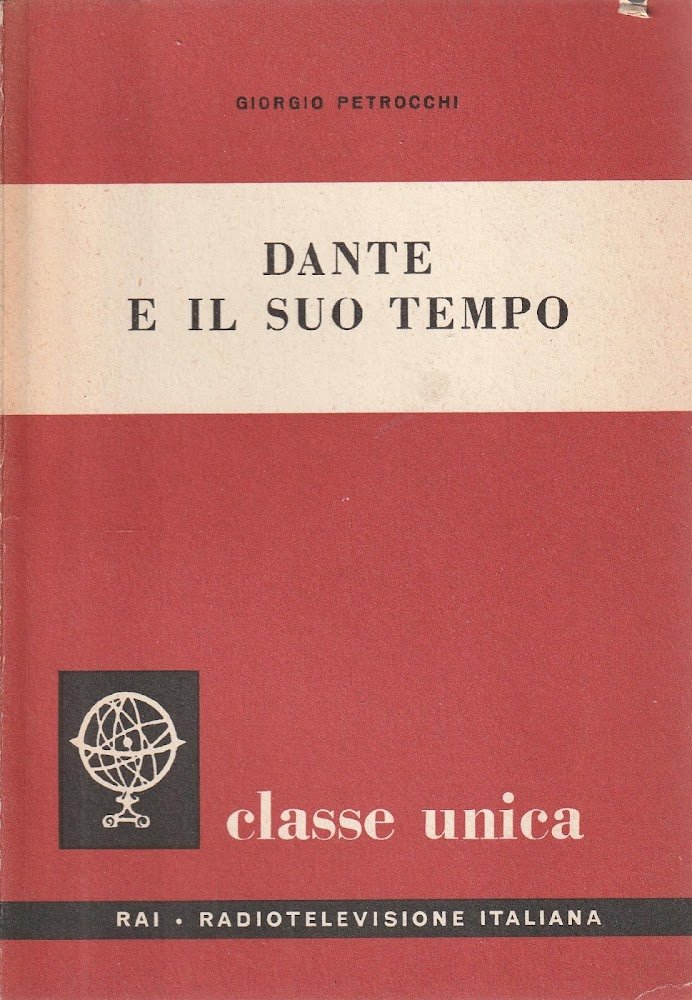 GIORGIO PETROCCHI
DANTE
E IL SUO TEMPO
classe unica
RAI • RADIOTELEVISIONE ITALIANA